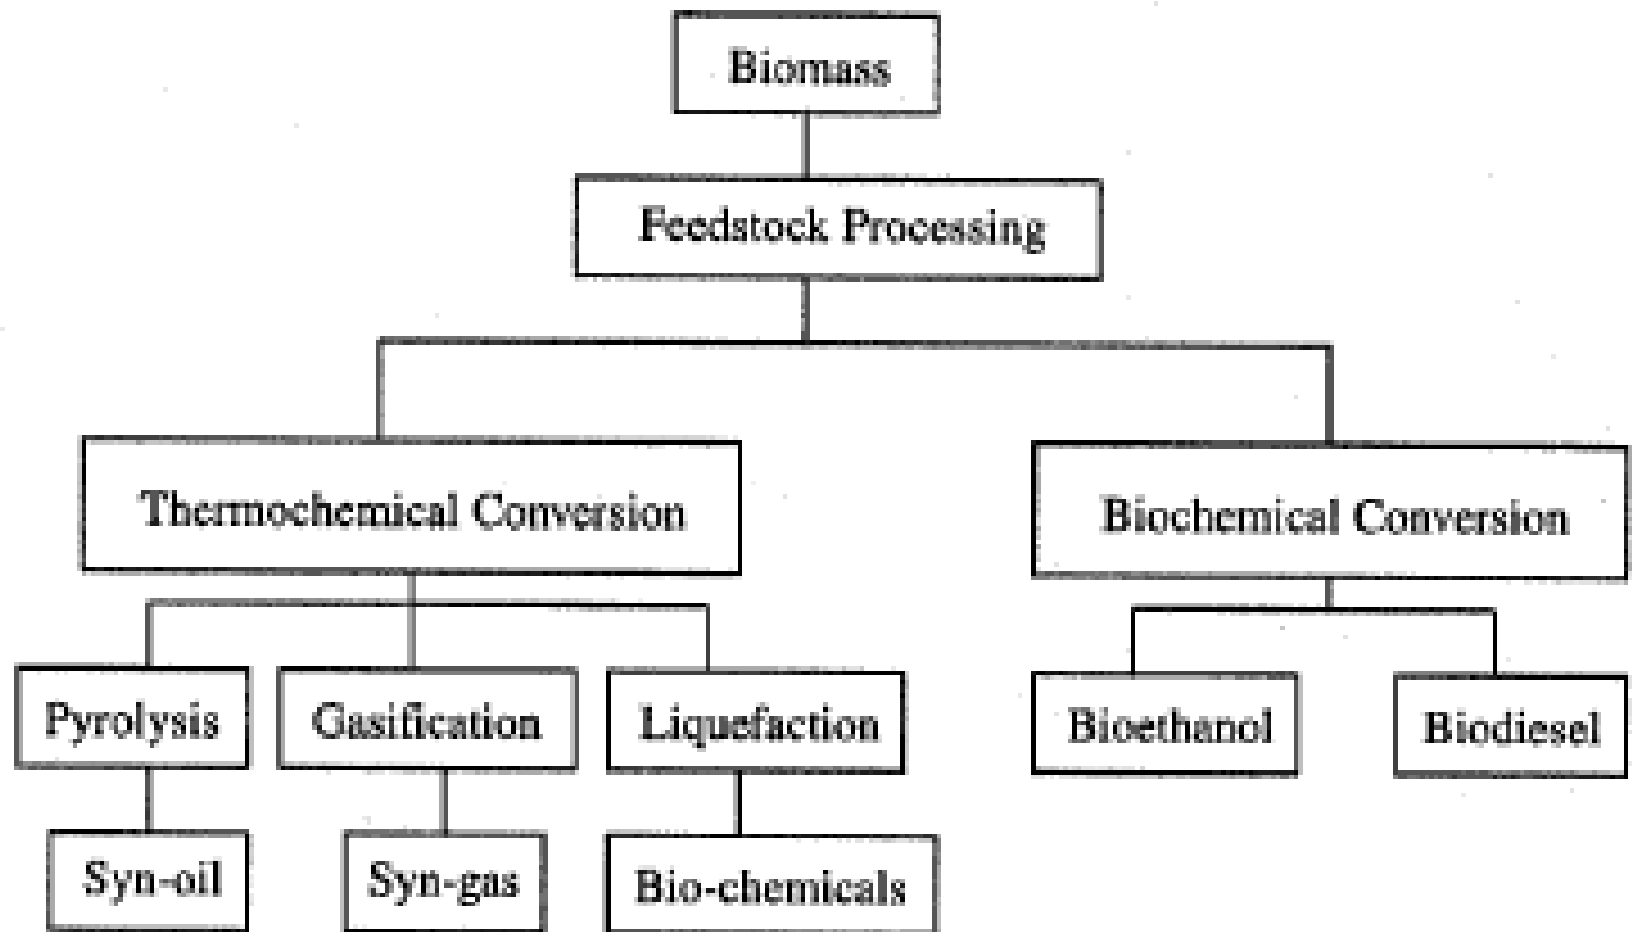 Biomass
Feedstock Processing
Thermochemical Conversion
Biochemical Conversion
Pyrolysis
Gasification
Liquefaction
Bioethanol
Biodiesel
Syn-oil
Syn-gas
Bio-chemicals